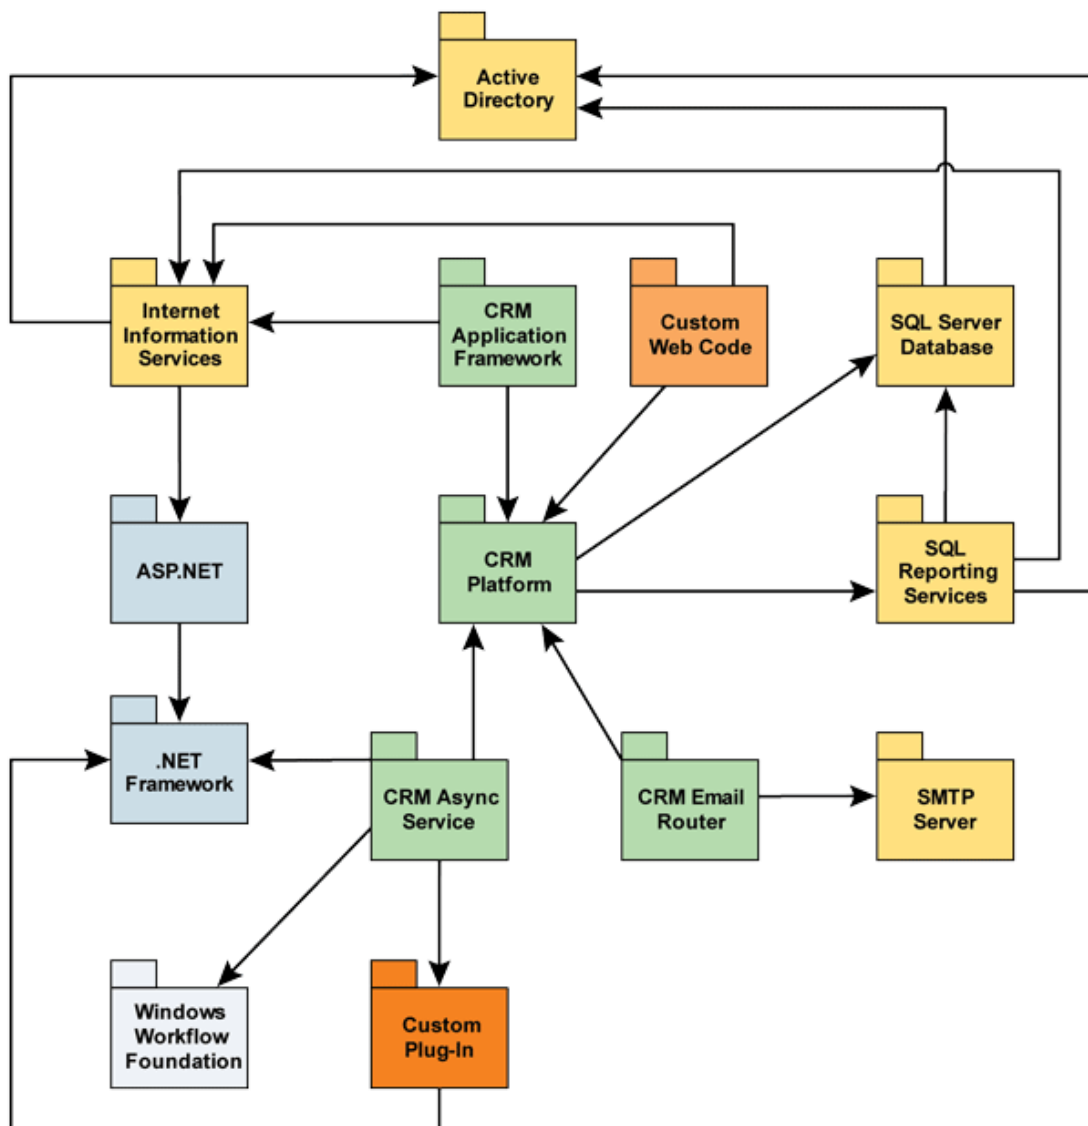 Active
Directory
Internet
Information
Services
CRM
Application
Framework
Custom
Web Code
SQL Server
Database
ASP.NET
CRM
Platform
SQL
Reporting
Services
.NET
Framework
CRM Async
Service
CRM Email
Router
SMTP
Server
Windows
Workflow
Foundation
Custom
Plug-In